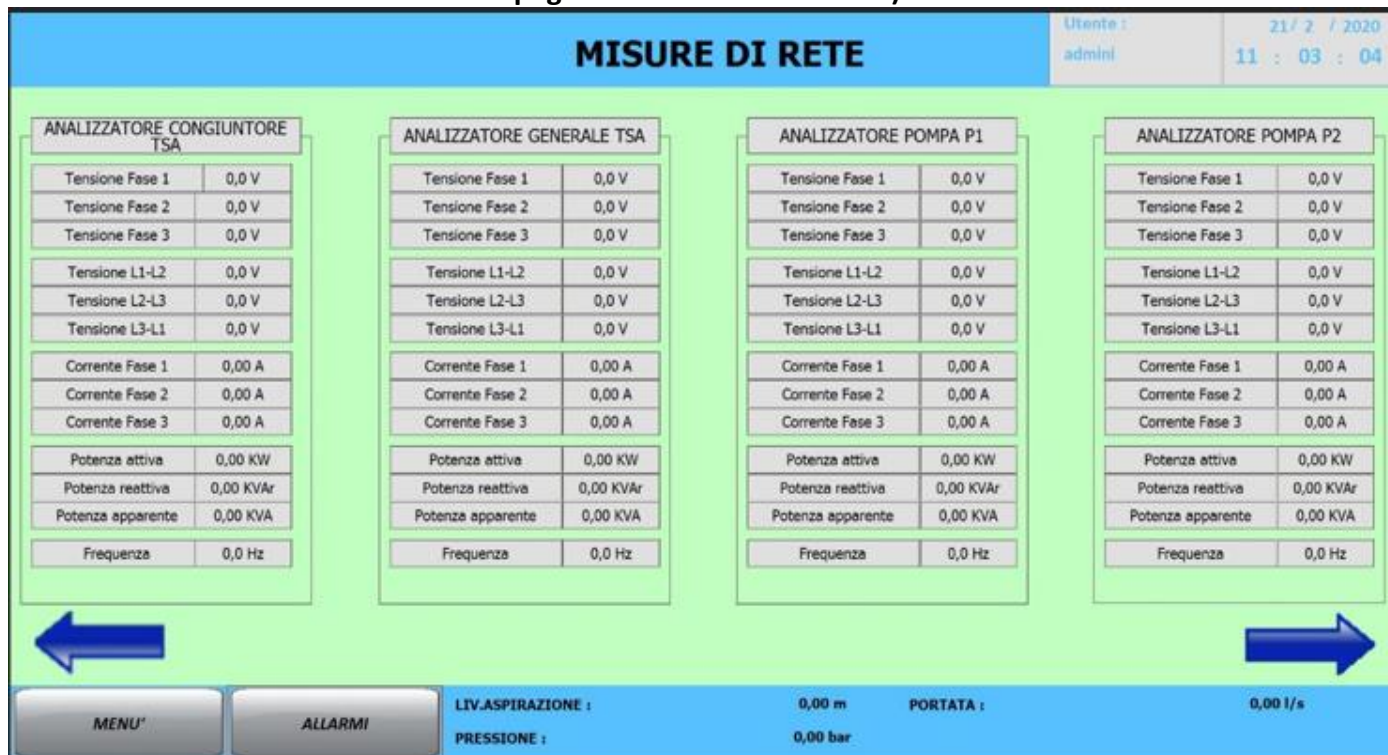 MISURE DI RETE
Utente :
21/ 2 / 2020
admini
11 : 03 : 04
ANALIZZATORE CONGIUNTORE
TSA
Tensione Fase 1 0,0 V
Tensione Fase 2 0,0 V
Tensione Fase 3 0,0 V
Tensione L1-L2 0,0 V
Tensione L2-L3 0,0 V
Tensione L3-L1 0,0 V
Corrente Fase 1 0,00 A
Corrente Fase 2 0,00 A
Corrente Fase 3 0,00 A
Potenza attiva 0,00 KW
Potenza reattiva 0,00 KVAr
Potenza apparente 0,00 KVA
Frequenza 0,0 Hz
ANALIZZATORE GENERALE TSA
Tensione Fase 1 0,0 V
Tensione Fase 2 0,0 V
Tensione Fase 3 0,0 V
Tensione L1-L2 0,0 V
Tensione L2-L3 0,0 V
Tensione L3-L1 0,0 V
Corrente Fase 1 0,00 A
Corrente Fase 2 0,00 A
Corrente Fase 3 0,00 A
Potenza attiva 0,00 KW
Potenza reattiva 0,00 KVAr
Potenza apparente 0,00 KVA
Frequenza 0,0 Hz
ANALIZZATORE POMPA P1
Tensione Fase 1 0,0 V
Tensione Fase 2 0,0 V
Tensione Fase 3 0,0 V
Tensione L1-L2 0,0 V
Tensione L2-L3 0,0 V
Tensione L3-L1 0,0 V
Corrente Fase 1 0,00 A
Corrente Fase 2 0,00 A
Corrente Fase 3 0,00 A
Potenza attiva 0,00 KW
Potenza reattiva 0,00 KVAr
Potenza apparente 0,00 KVA
Frequenza 0,0 Hz
ANALIZZATORE POMPA P2
Tensione Fase 1 0,0 V
Tensione Fase 2 0,0 V
Tensione Fase 3 0,0 V
Tensione L1-L2 0,0 V
Tensione L2-L3 0,0 V
Tensione L3-L1 0,0 V
Corrente Fase 1 0,00 A
Corrente Fase 2 0,00 A
Corrente Fase 3 0,00 A
Potenza attiva 0,00 KW
Potenza reattiva 0,00 KVAr
Potenza apparente 0,00 KVA
Frequenza 0,0 Hz
MENU'
ALLARMI
LIV.ASPIRAZIONE : 0,00 m PORTATA : 0,00 l/s
PRESSIONE : 0,00 bar